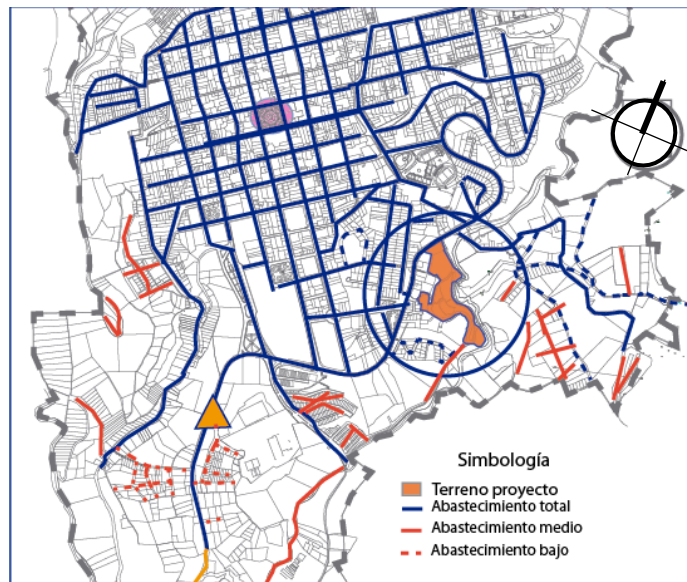 Simbología
Terreno proyecto
Abastecimiento total
Abastecimiento medio
Abastecimiento bajo